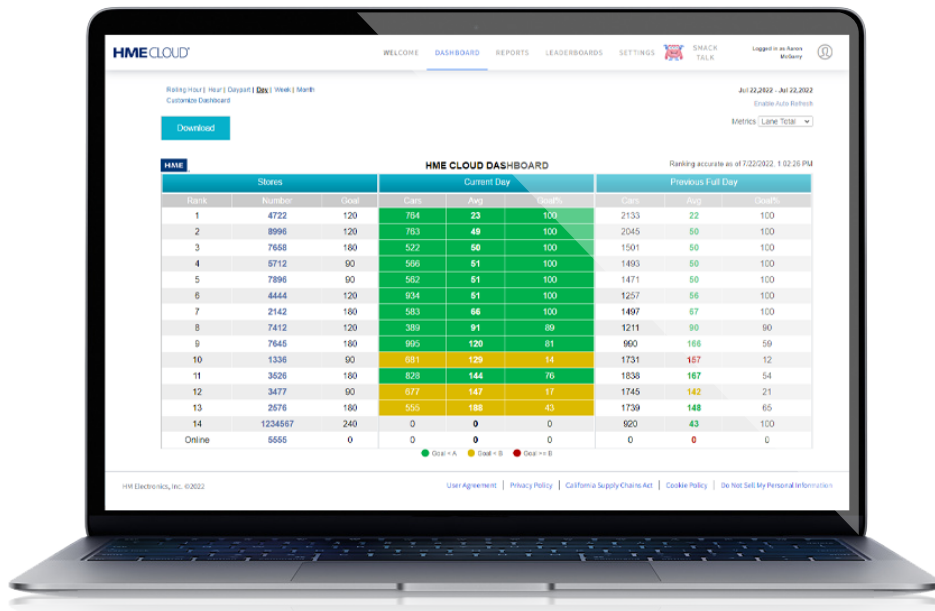 HMECLOUD
WELCOME DASHBOARD REPORTS LEADERBOARDS SETTINGS SMACK TALK
Logged in as Aaron McGarry
Rolling Hour | Hour | Daypart | Day | Week | Month
Jul 22,2022 - Jul 22,2022
Customize Dashboard
Enable Auto Refresh
Download
Metrics Lane Total
HME
HME CLOUD DASHBOARD
Ranking accurate as of 7/22/2022, 1:02:26 PM
Stores Current Day Previous Full Day
Rank Number Goal Cars Avg Goal% Cars Avg Goal%
1 4722 120 764 23 100 2133 22 100
2 8996 120 763 49 100 2045 50 100
3 7658 180 522 50 100 1501 50 100
4 5712 90 566 51 100 1493 50 100
5 7896 90 562 51 100 1471 50 100
6 4444 120 934 51 100 1257 56 100
7 2142 180 583 66 100 1497 67 100
8 7412 120 389 91 89 1211 90 90
9 7645 180 995 120 81 990 166 59
10 1336 90 681 129 14 1731 157 12
11 3526 180 828 144 76 1838 167 54
12 3477 90 677 147 17 1745 142 21
13 2576 180 555 188 43 1739 148 65
14 1234567 240 0 0 0 920 43 100
Online 5555 0 0 0 0 0 0 0
Goal < A Goal < B Goal >= B
HM Electronics, Inc. ©2022
User Agreement | Privacy Policy | California Supply Chains Act | Cookie Policy | Do Not Sell My Personal Information